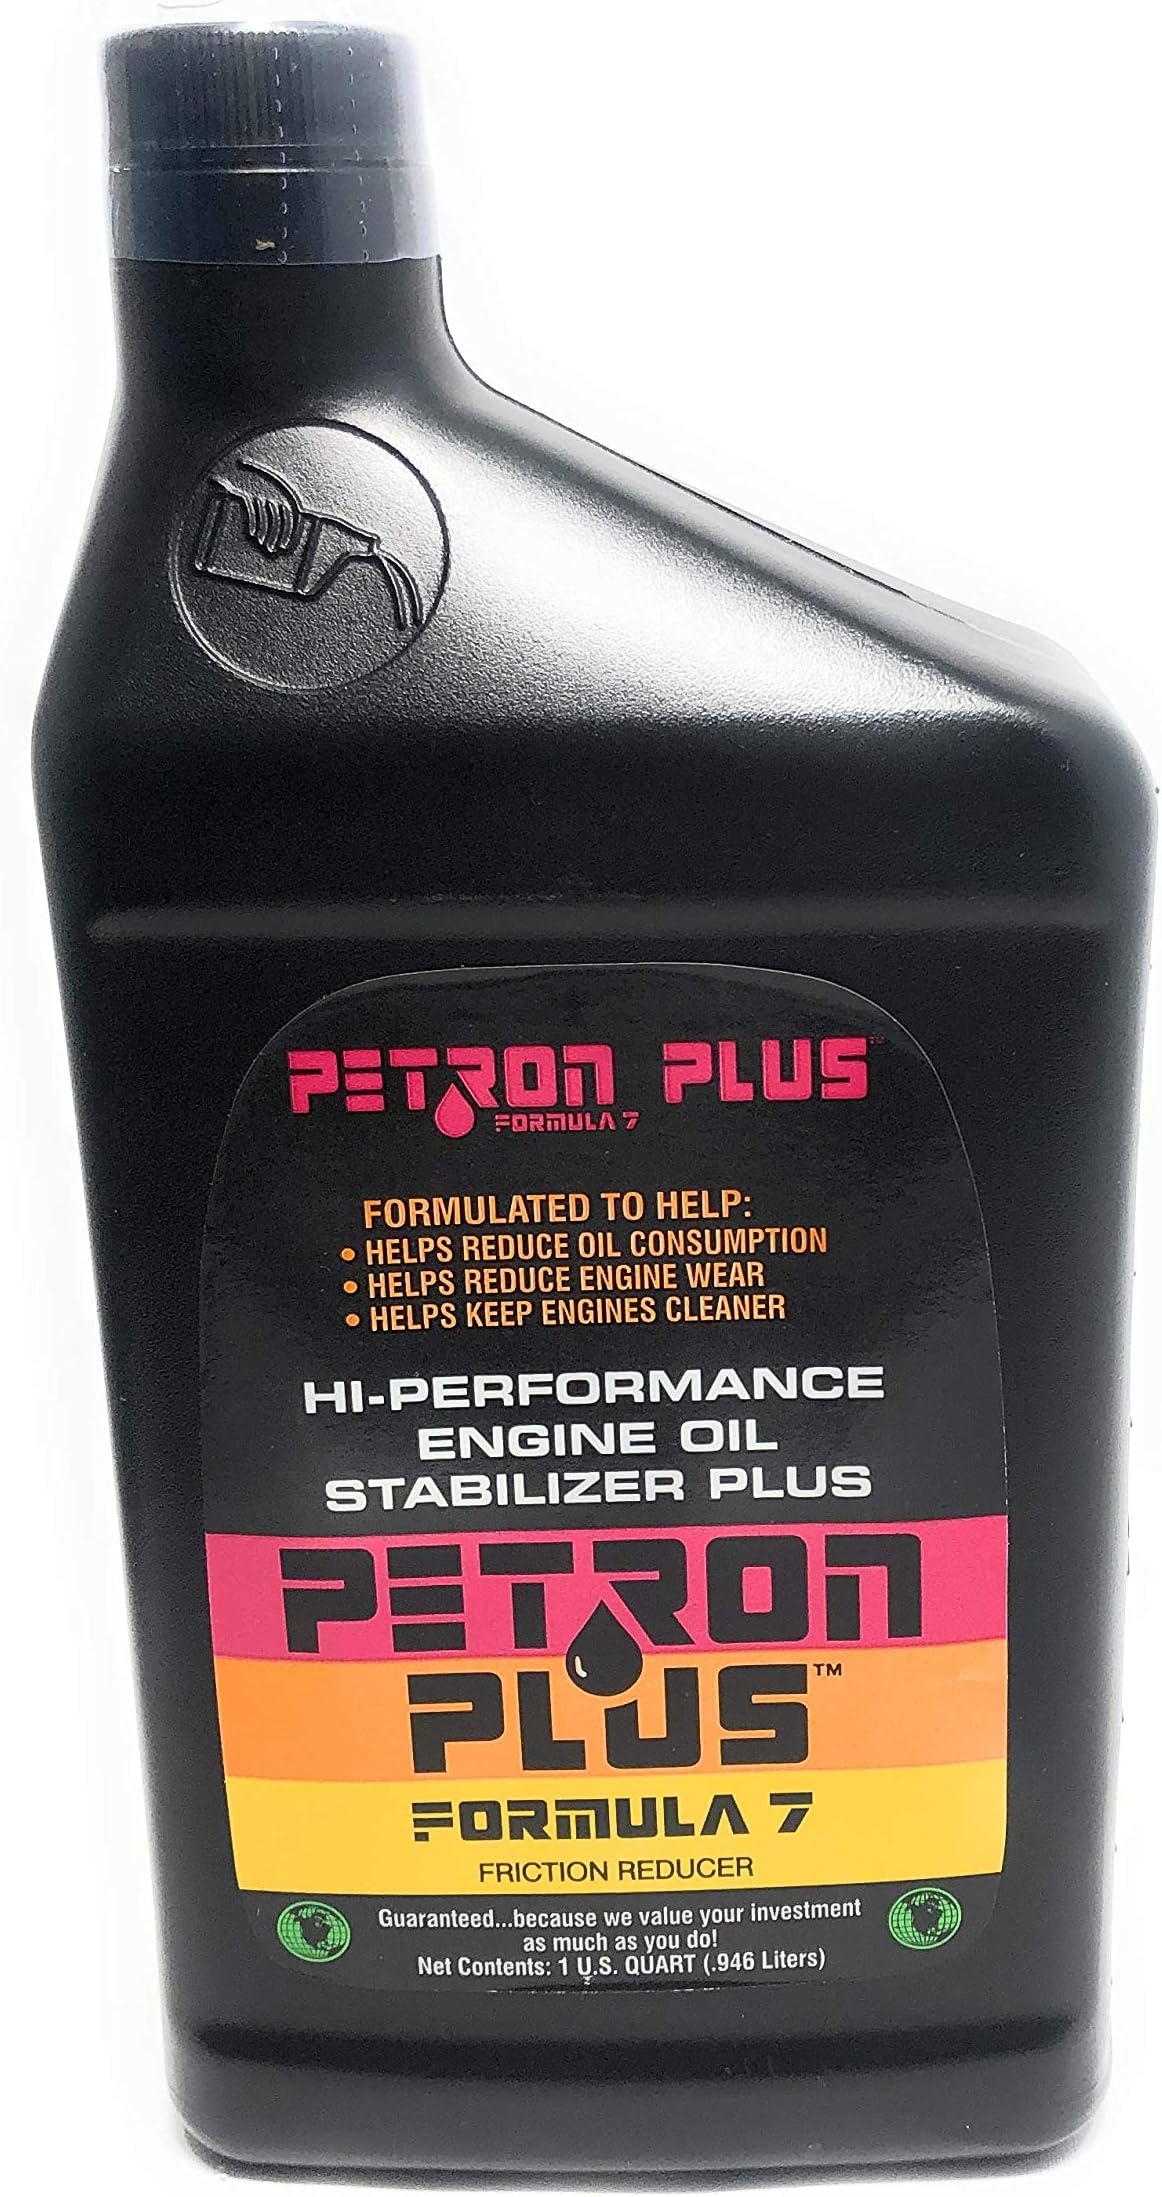 PETRON PLUS™
FORMULA 7
FORMULATED TO HELP:
• HELPS REDUCE OIL CONSUMPTION
• HELPS REDUCE ENGINE WEAR
• HELPS KEEP ENGINES CLEANER
HI-PERFORMANCE
ENGINE OIL
STABILIZER PLUS
PETRON
PLUS™
FORMULA 7
FRICTION REDUCER
Guaranteed...because we value your investment
as much as you do!
Net Contents: 1 U.S. QUART (.946 Liters)